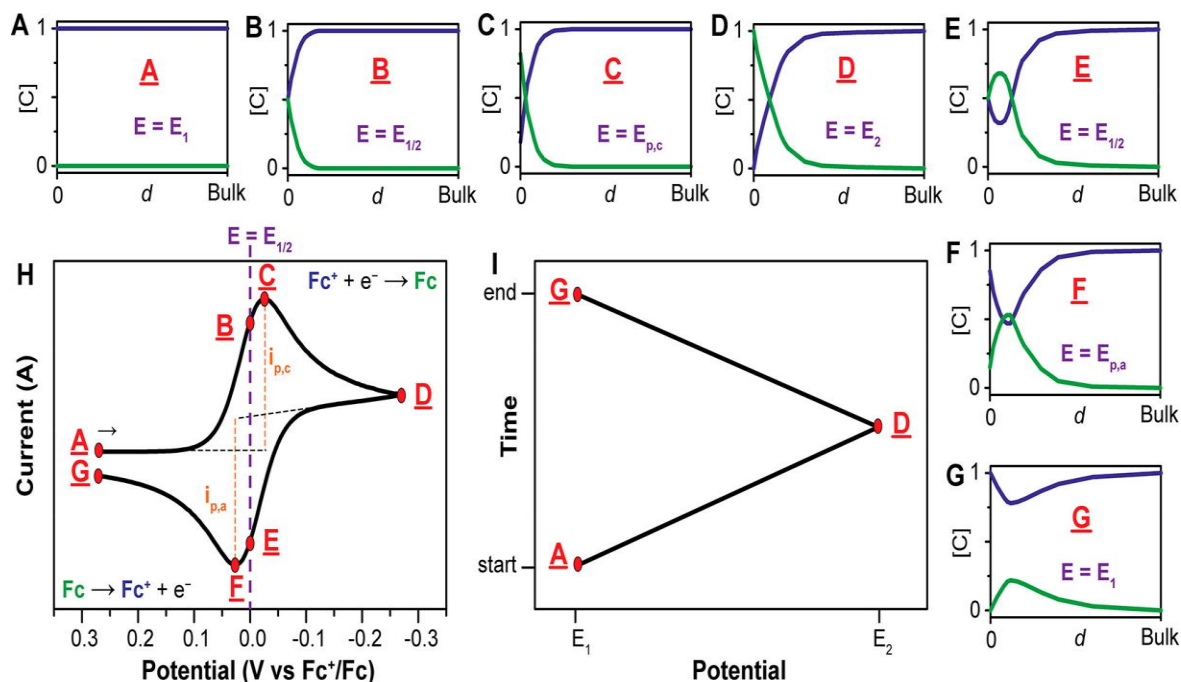 A
1
[C]
0
A
E = E1
0 d Bulk
B
1
[C]
0
B
E = E1/2
0 d Bulk
C
1
[C]
0
C
E = Ep,c
0 d Bulk
D
1
[C]
0
D
E = E2
0 d Bulk
E
1
[C]
0
E
E = E1/2
0 d Bulk
H
E = E1/2
Fc⁺ + e⁻ → Fc
Current (A)
A →
B
C
D
E
F
G
ip,c
ip,a
Fc → Fc⁺ + e⁻
0.3 0.2 0.1 0.0 -0.1 -0.2 -0.3
Potential (V vs Fc⁺/Fc)
I
Time
end
start
G
D
A
E1 E2
Potential
F
1
[C]
0
F
E = Ep,a
0 d Bulk
G
1
[C]
0
G
E = E1
0 d Bulk